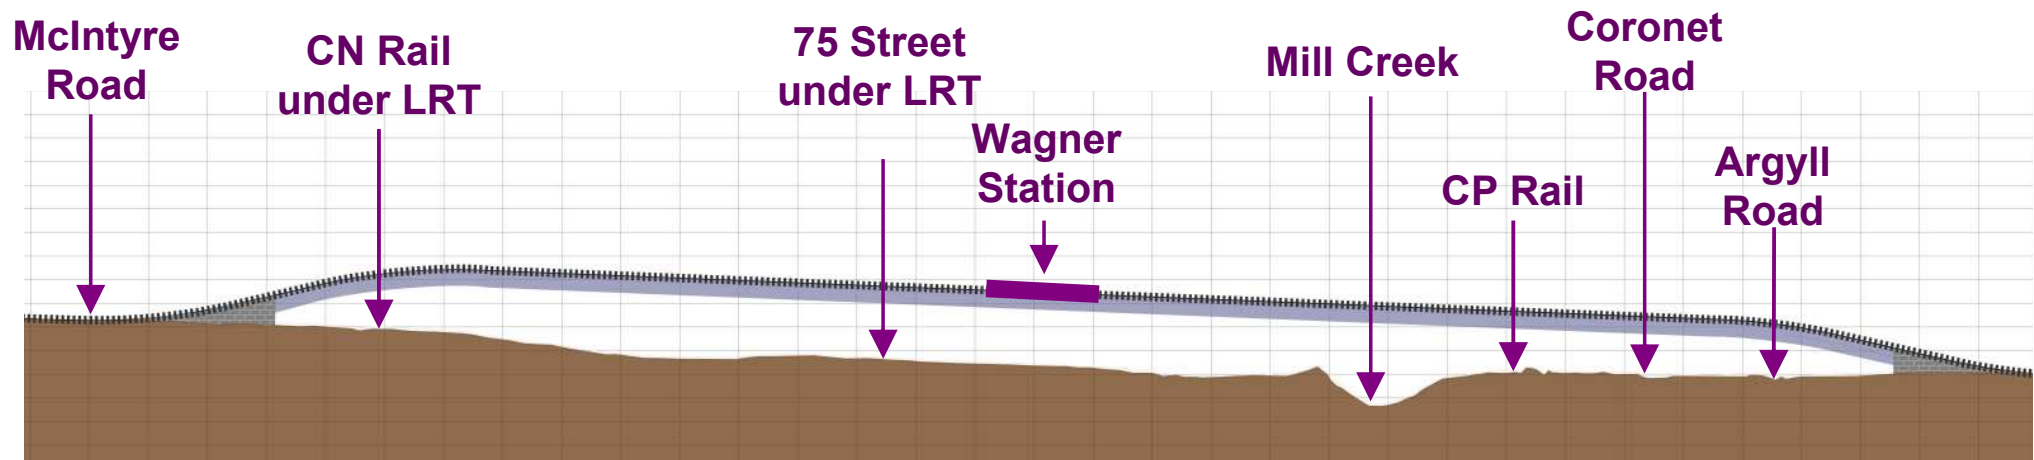 McIntyre
Road
CN Rail
under LRT
75 Street
under LRT
Wagner
Station
Mill Creek
CP Rail
Coronet
Road
Argyll
Road